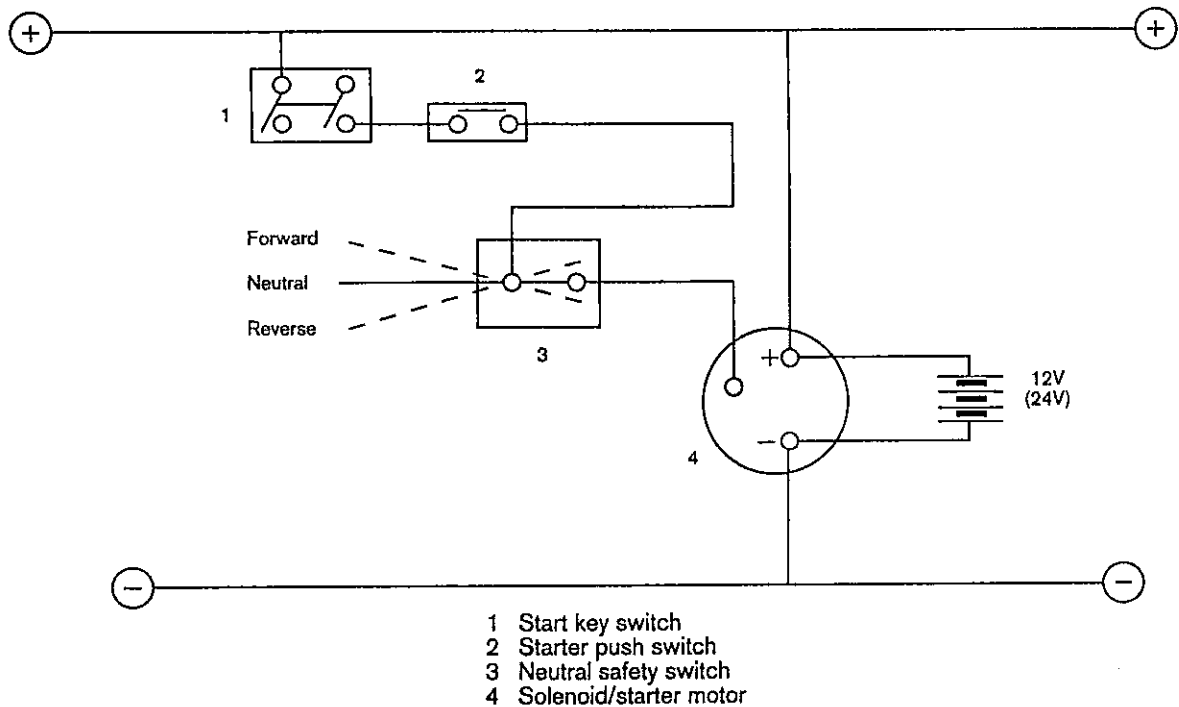 + +
2
1
Forward
Neutral
Reverse
3
+
12V
(24V)
−
4
− −
1 Start key switch
2 Starter push switch
3 Neutral safety switch
4 Solenoid/starter motor